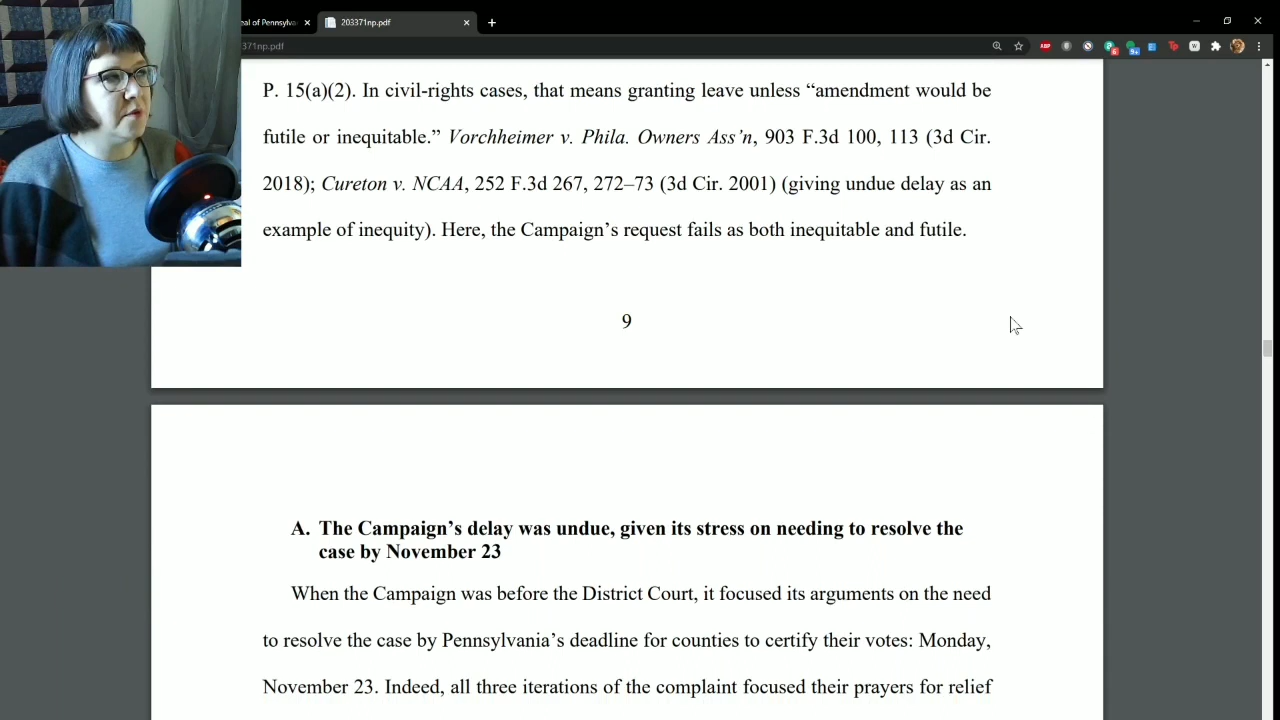 eal of Pennsylva
203371np.pdf
371np.pdf
P. 15(a)(2). In civil-rights cases, that means granting leave unless “amendment would be
futile or inequitable.” Vorchheimer v. Phila. Owners Ass’n, 903 F.3d 100, 113 (3d Cir.
2018); Cureton v. NCAA, 252 F.3d 267, 272–73 (3d Cir. 2001) (giving undue delay as an
example of inequity). Here, the Campaign’s request fails as both inequitable and futile.
9
A. The Campaign’s delay was undue, given its stress on needing to resolve the
case by November 23
When the Campaign was before the District Court, it focused its arguments on the need
to resolve the case by Pennsylvania’s deadline for counties to certify their votes: Monday,
November 23. Indeed, all three iterations of the complaint focused their prayers for relief